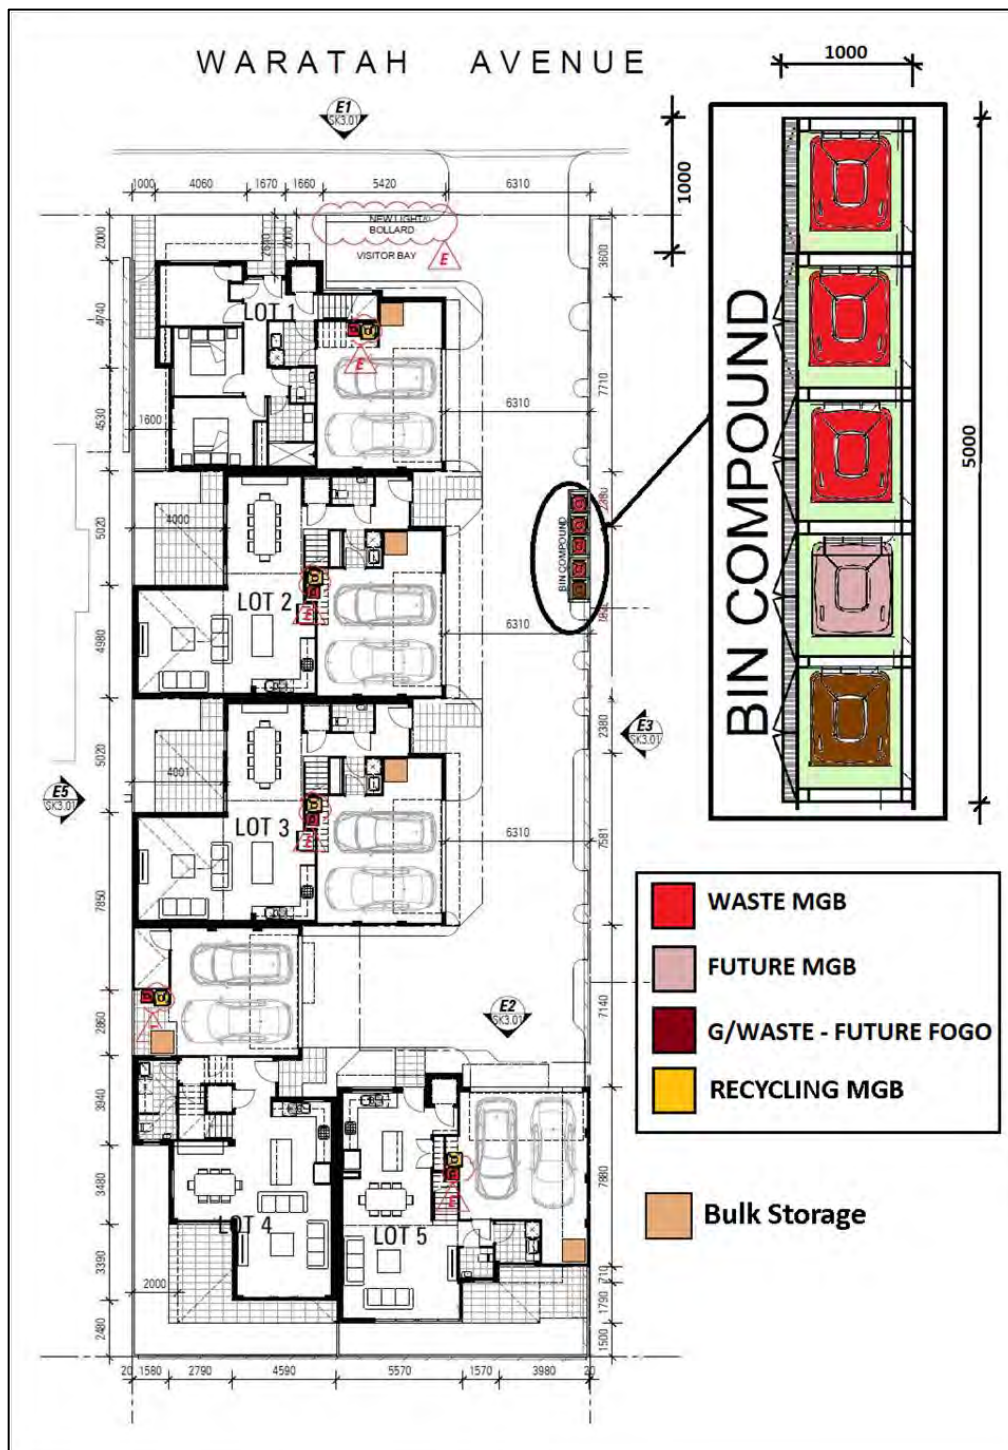 WARATAH AVENUE
1000
E1
SK3.01
1000 4060 1670 1660 5420 6310
1000
NEW LIGHT
BOLLARD
VISITOR BAY
E
2000
2000
3600
LOT 1
E
4740
7710
1600
4530
6310
BIN COMPOUND
5000
4000
5020
BIN COMPOUND
LOT 2
6310
4980
E3
SK3.01
2380
5020
4001
E5
SK3.01
LOT 3
6310
7581
7850
WASTE MGB
FUTURE MGB
G/WASTE - FUTURE FOGO
RECYCLING MGB
E2
SK3.01
7140
2860
3940
3480
7880
E
LOT 4
LOT 5
Bulk Storage
3390
2000
710
1790
2480
1500
20 1580 2790 4590 5570 1570 3980 20